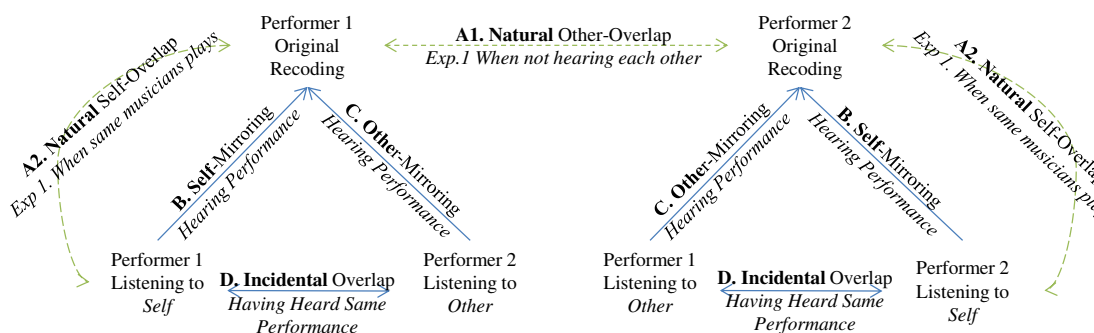 Performer 1
Original
Recoding
A1. Natural Other-Overlap
Exp.1 When not hearing each other
Performer 2
Original
Recoding
A2. Natural Self-Overlap
Exp 1. When same musicians plays
B. Self-Mirroring
Hearing Performance
C. Other-Mirroring
Hearing Performance
C. Other-Mirroring
Hearing Performance
B. Self-Mirroring
Hearing Performance
A2. Natural Self-Overlap
Exp 1. When same musicians pl
Performer 1
Listening to
Self
D. Incidental Overlap
Having Heard Same
Performance
Performer 2
Listening to
Other
Performer 1
Listening to
Other
D. Incidental Overlap
Having Heard Same
Performance
Performer 2
Listening to
Self